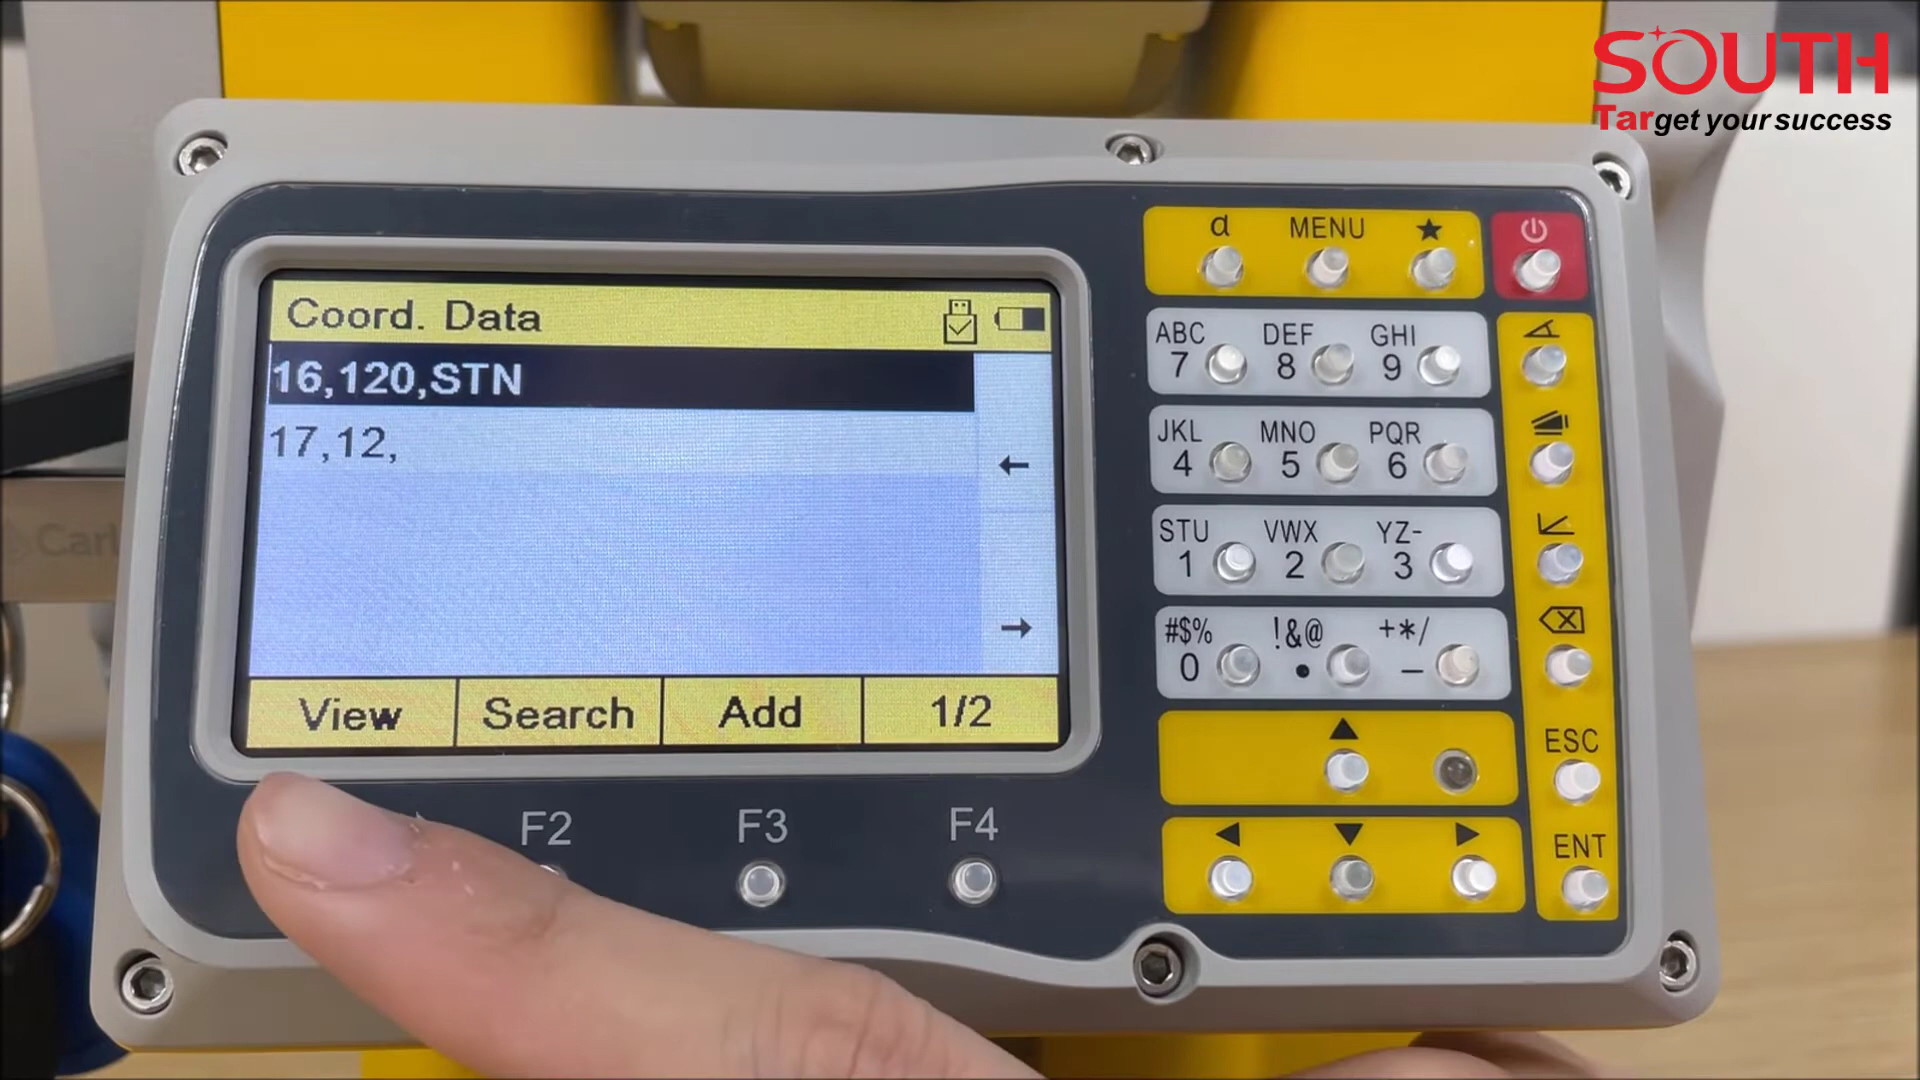 SOUTH
Target your success
α MENU ★
Coord. Data
16,120,STN
17,12,
←
→
View Search Add 1/2
F2 F3 F4
ABC DEF GHI
7 8 9
JKL MNO PQR
4 5 6
STU VWX YZ-
1 2 3
#$% !&@ +*/
0 • –
ESC
ENT
Carl